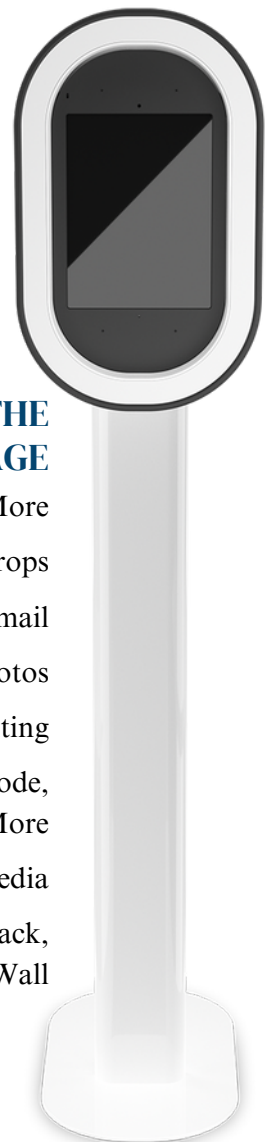 THE
AGE
More
rops
mail
otos
ting
ode,
More
edia
ack,
Wall